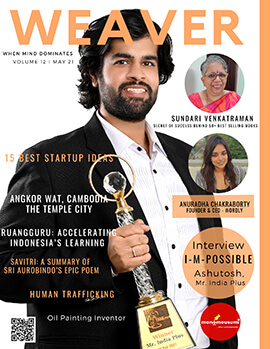 WEAVER
WHEN MIND DOMINATES
VOLUME 12 | MAY 21
SUNDARI VENKATRAMAN
SECRET OF SUCCESS BEHIND 50+ BEST SELLING BOOKS
15 BEST STARTUP IDEAS
ANGKOR WAT, CAMBODIA
THE TEMPLE CITY
ANURADHA CHAKRABORTY
FOUNDER & CEO - WORDLY
RUANGGURU: ACCELERATING
INDONESIA'S LEARNING
SAVITRI: A SUMMARY OF
SRI AUROBINDO'S EPIC POEM
Interview
I-M-POSSIBLE
Ashutosh,
Mr. India Plus
HUMAN TRAFFICKING
Oil Painting Inventor
Winner
Mr. India Plus
monomousumi